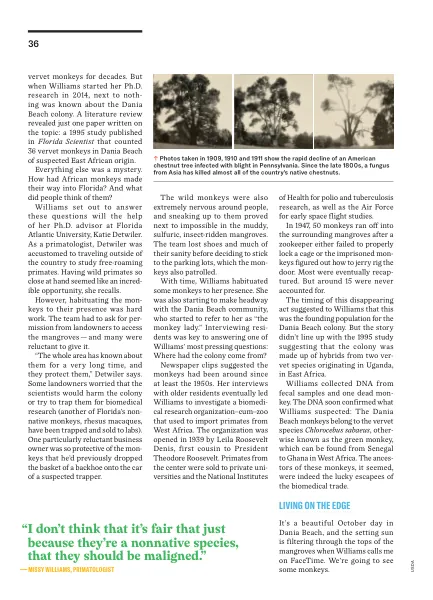 36
vervet monkeys for decades. But
when Williams started her Ph.D.
research in 2014, next to noth-
ing was known about the Dania
Beach colony. A literature review
revealed just one paper written on
the topic: a 1995 study published
in Florida Scientist that counted
36 vervet monkeys in Dania Beach
of suspected East African origin.
Everything else was a mystery.
How had African monkeys made
their way into Florida? And what
did people think of them?
Williams set out to answer
these questions with the help
of her Ph.D. advisor at Florida
Atlantic University, Kate Detwiler.
As a primatologist, Detwiler was
accustomed to traveling outside of
the country to study free-roaming
primates. Having wild primates so
close at hand seemed like an incred-
ible opportunity, she recalls.
However, habituating the mon-
keys to their presence was hard
work. The team had to ask for per-
mission from landowners to access
the mangroves — and many were
reluctant to give it.
"The whole area has known about
them for a very long time, and
they protect them," Detwiler says.
Some landowners worried that the
scientists would harm the colony
or try to trap them for biomedical
research (another of Florida's non-
native monkeys, rhesus macaques,
have been trapped and sold to labs).
One particularly reluctant business
owner was so protective of the mon-
keys that he'd previously dropped
the basket of a backhoe onto the car
of a suspected trapper.
↑ Photos taken in 1909, 1910 and 1911 show the rapid decline of an American
chestnut tree infected with blight in Pennsylvania. Since the late 1800s, a fungus
from Asia has killed almost all of the country's native chestnuts.
The wild monkeys were also
extremely nervous around people,
and sneaking up to them proved
next to impossible in the muddy,
sulfuric, insect-ridden mangroves.
The team lost shoes and much of
their sanity before deciding to stick
to the parking lots, which the mon-
keys also patrolled.
With time, Williams habituated
some monkeys to her presence. She
was also starting to make headway
with the Dania Beach community,
who started to refer to her as "the
monkey lady." Interviewing resi-
dents was key to answering one of
Williams' most pressing questions:
Where had the colony come from?
Newspaper clips suggested the
monkeys had been around since
at least the 1950s. Her interviews
with older residents eventually led
Williams to investigate a biomedi-
cal research organization-cum-zoo
that used to import primates from
West Africa. The organization was
opened in 1939 by Leila Roosevelt
Denis, first cousin to President
Theodore Roosevelt. Primates from
the center were sold to private uni-
versities and the National Institutes
of Health for polio and tuberculosis
research, as well as the Air Force
for early space flight studies.
In 1947, 50 monkeys ran off into
the surrounding mangroves after a
zookeeper either failed to properly
lock a cage or the imprisoned mon-
keys figured out how to jerry rig the
door. Most were eventually recap-
tured. But around 15 were never
accounted for.
The timing of this disappearing
act suggested to Williams that this
was the founding population for the
Dania Beach colony. But the story
didn't line up with the 1995 study
suggesting that the colony was
made up of hybrids from two ver-
vet species originating in Uganda,
in East Africa.
Williams collected DNA from
fecal samples and one dead mon-
key. The DNA soon confirmed what
Williams suspected: The Dania
Beach monkeys belong to the vervet
species Chlorocebus sabaeus, other-
wise known as the green monkey,
which can be found from Senegal
to Ghana in West Africa. The ances-
tors of these monkeys, it seemed,
were indeed the lucky escapees
of the biomedical trade.
LIVING ON THE EDGE
It's a beautiful October day in
Dania Beach, and the setting sun
is filtering through the tops of the
mangroves when Williams calls me
on FaceTime. We're going to see
some monkeys.
"I don't think that it's fair that just
because they're a nonnative species,
that they should be maligned."
— MISSY WILLIAMS, PRIMATOLOGIST
USDA